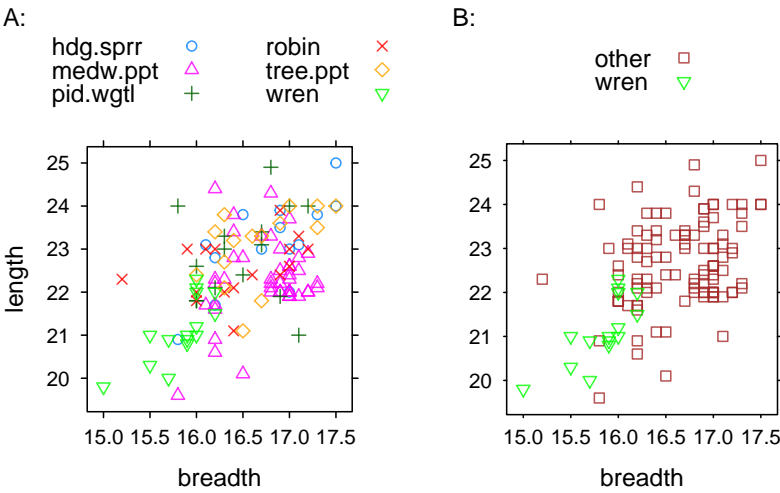 A:
hdg.sprr
medw.ppt
pid.wgtl
robin
tree.ppt
wren
length
25
24
23
22
21
20
15.0 15.5 16.0 16.5 17.0 17.5
breadth
B:
other
wren
25
24
23
22
21
20
15.0 15.5 16.0 16.5 17.0 17.5
breadth